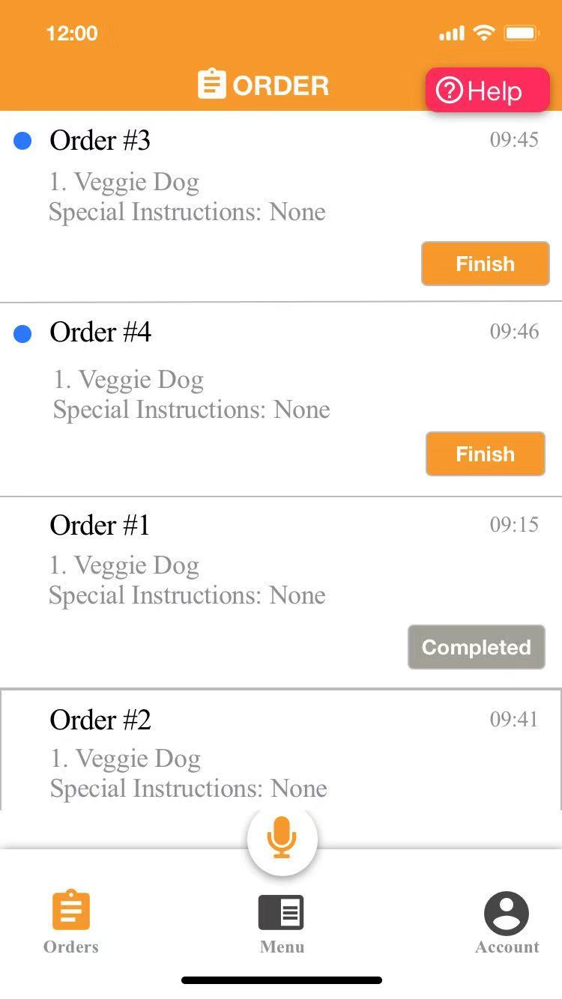 12:00
ORDER
Help
Order #3
09:45
1. Veggie Dog
Special Instructions: None
Finish
Order #4
09:46
1. Veggie Dog
Special Instructions: None
Finish
Order #1
09:15
1. Veggie Dog
Special Instructions: None
Completed
Order #2
09:41
1. Veggie Dog
Special Instructions: None
Orders
Menu
Account